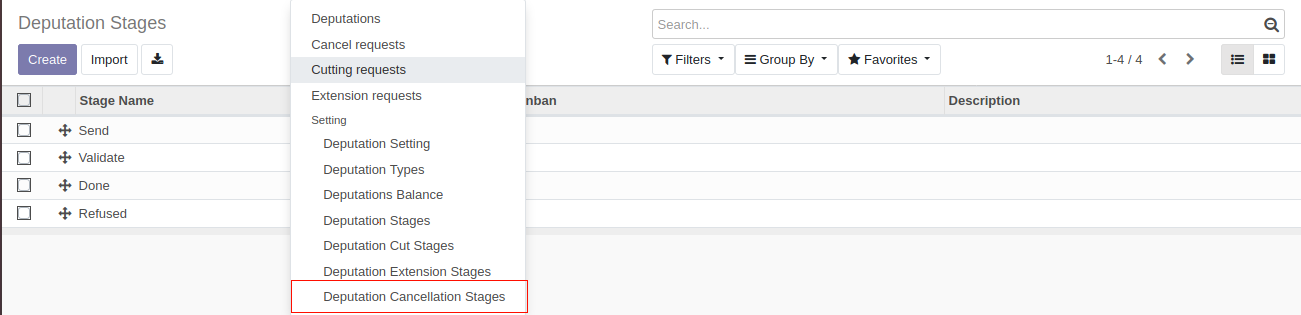 Deputation Stages
Create Import
Search...
Filters Group By Favorites 1-4 / 4
Deputations
Cancel requests
Cutting requests
Extension requests
Setting
Deputation Setting
Deputation Types
Deputations Balance
Deputation Stages
Deputation Cut Stages
Deputation Extension Stages
Deputation Cancellation Stages
Stage Name nban Description
Send
Validate
Done
Refused